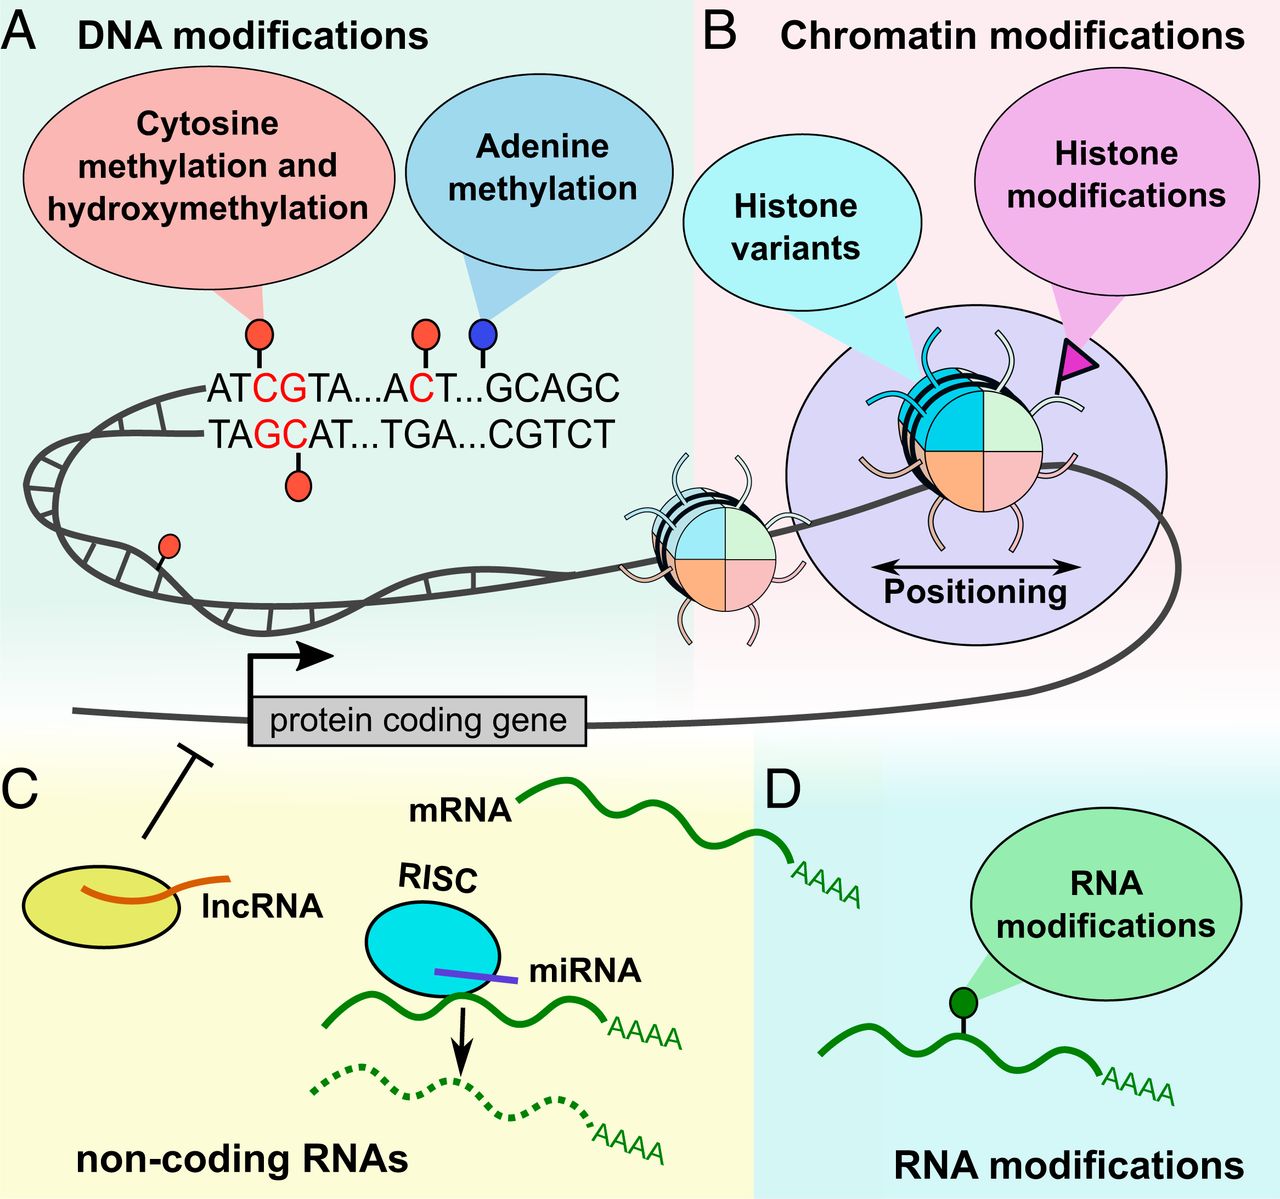 A DNA modifications
Cytosine
methylation and
hydroxymethylation
Adenine
methylation
ATCGTA...ACT...GCAGC
TAGCAT...TGA...CGTCT
B Chromatin modifications
Histone
variants
Histone
modifications
Positioning
protein coding gene
C
mRNA
AAAA
lncRNA
RISC
miRNA
AAAA
AAAA
non-coding RNAs
D
RNA
modifications
AAAA
RNA modifications